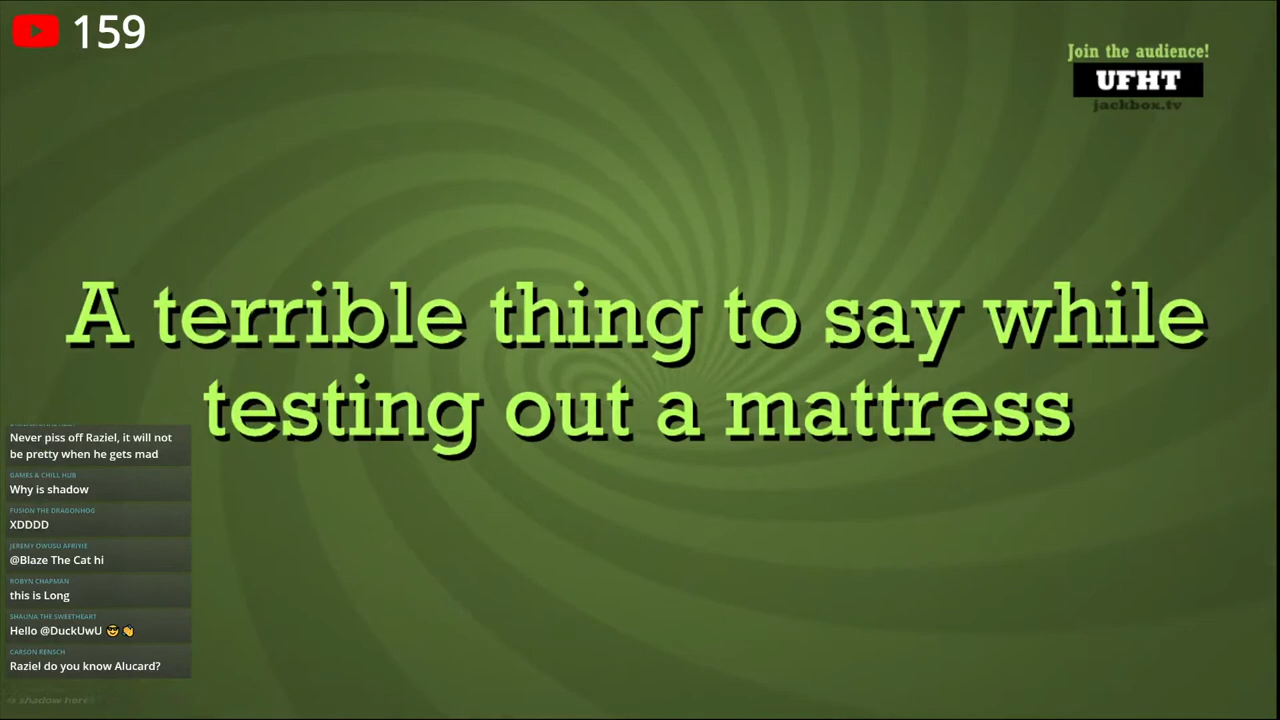 159
Join the audience!
UFHT
jackbox.tv
A terrible thing to say while
testing out a mattress
Never piss off Raziel, it will not
be pretty when he gets mad
GAMES & CHILL HUB
Why is shadow
FUSION THE DRAGONHOG
XDDDD
JEREMY OWUSU AFRIYIE
@Blaze The Cat hi
ROBYN CHAPMAN
this is Long
SHAUNA THE SWEETHEART
Hello @DuckUwU 😎👏
CARSON RENSCH
Raziel do you know Alucard?
shadow here